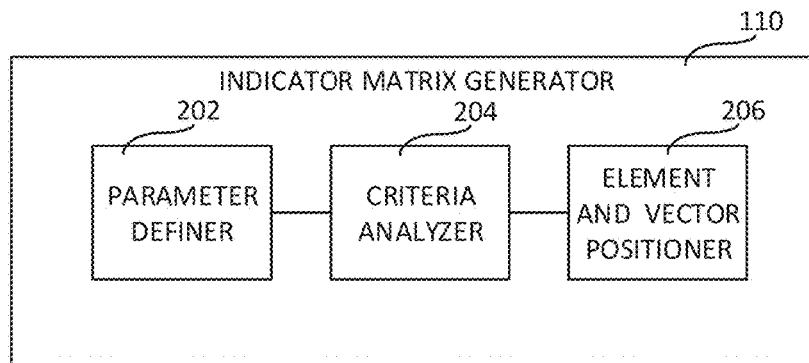 110
INDICATOR MATRIX GENERATOR
202
204
206
PARAMETER
DEFINER
CRITERIA
ANALYZER
ELEMENT
AND VECTOR
POSITIONER